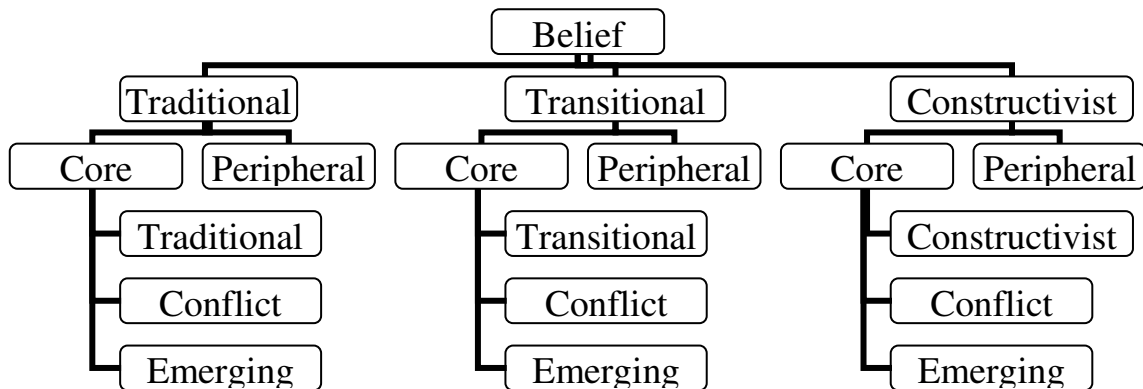 Belief
Traditional Transitional Constructivist
Core Peripheral Core Peripheral Core Peripheral
Traditional Transitional Constructivist
Conflict Conflict Conflict
Emerging Emerging Emerging